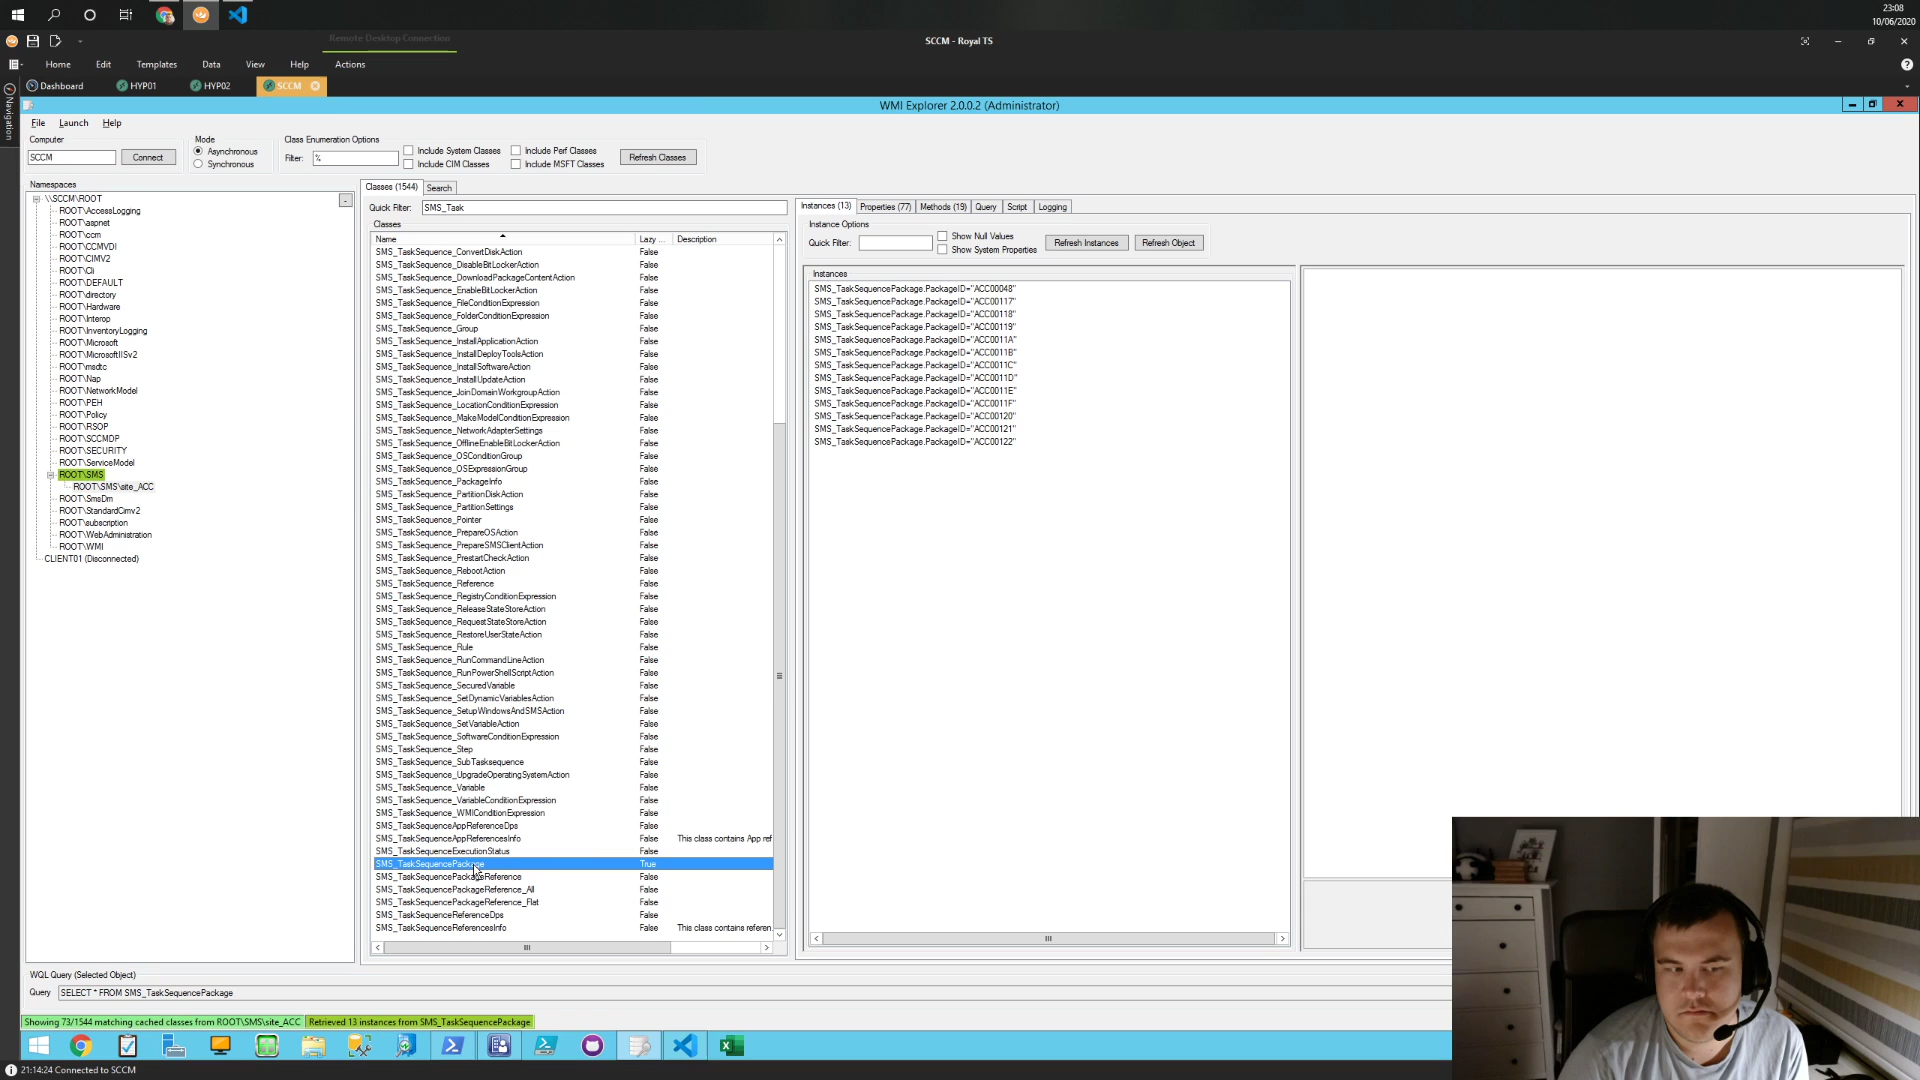 23:08
10/06/2020
Remote Desktop Connection
SCCM - Royal TS
Home Edit Templates Data View Help Actions
Dashboard HYP01 HYP02 SCCM
Navigation
WMI Explorer 2.0.0.2 (Administrator)
File Launch Help
Computer Mode Class Enumeration Options
SCCM Connect Asynchronous Synchronous Filter: %
Include System Classes Include Perf Classes
Include CIM Classes Include MSFT Classes
Refresh Classes
Namespaces
-
\\SCCM\ROOT
ROOT\AccessLogging
ROOT\aspnet
ROOT\ccm
ROOT\CCMVDI
ROOT\CIMV2
ROOT\Cli
ROOT\DEFAULT
ROOT\directory
ROOT\Hardware
ROOT\Interop
ROOT\InventoryLogging
ROOT\Microsoft
ROOT\MicrosoftIISv2
ROOT\msdtc
ROOT\Nap
ROOT\NetworkModel
ROOT\PEH
ROOT\Policy
ROOT\RSOP
ROOT\SCCMDP
ROOT\SECURITY
ROOT\ServiceModel
ROOT\SMS
ROOT\SMS\site_ACC
ROOT\SmsDm
ROOT\StandardCimv2
ROOT\subscription
ROOT\WebAdministration
ROOT\WMI
CLIENT01 (Disconnected)
Classes (1544) Search
Quick Filter: SMS_Task
Classes
Name Lazy ... Description
SMS_TaskSequence_ConvertDiskAction False
SMS_TaskSequence_DisableBitLockerAction False
SMS_TaskSequence_DownloadPackageContentAction False
SMS_TaskSequence_EnableBitLockerAction False
SMS_TaskSequence_FileConditionExpression False
SMS_TaskSequence_FolderConditionExpression False
SMS_TaskSequence_Group False
SMS_TaskSequence_InstallApplicationAction False
SMS_TaskSequence_InstallDeployToolsAction False
SMS_TaskSequence_InstallSoftwareAction False
SMS_TaskSequence_InstallUpdateAction False
SMS_TaskSequence_JoinDomainWorkgroupAction False
SMS_TaskSequence_LocationConditionExpression False
SMS_TaskSequence_MakeModelConditionExpression False
SMS_TaskSequence_NetworkAdapterSettings False
SMS_TaskSequence_OfflineEnableBitLockerAction False
SMS_TaskSequence_OSConditionGroup False
SMS_TaskSequence_OSExpressionGroup False
SMS_TaskSequence_PackageInfo False
SMS_TaskSequence_PartitionDiskAction False
SMS_TaskSequence_PartitionSettings False
SMS_TaskSequence_Pointer False
SMS_TaskSequence_PrepareOSAction False
SMS_TaskSequence_PrepareSMSClientAction False
SMS_TaskSequence_PrestartCheckAction False
SMS_TaskSequence_RebootAction False
SMS_TaskSequence_Reference False
SMS_TaskSequence_RegistryConditionExpression False
SMS_TaskSequence_ReleaseStateStoreAction False
SMS_TaskSequence_RequestStateStoreAction False
SMS_TaskSequence_RestoreUserStateAction False
SMS_TaskSequence_Rule False
SMS_TaskSequence_RunCommandLineAction False
SMS_TaskSequence_RunPowerShellScriptAction False
SMS_TaskSequence_SecuredVariable False
SMS_TaskSequence_SetDynamicVariablesAction False
SMS_TaskSequence_SetupWindowsAndSMSAction False
SMS_TaskSequence_SetVariableAction False
SMS_TaskSequence_SoftwareConditionExpression False
SMS_TaskSequence_Step False
SMS_TaskSequence_SubTasksequence False
SMS_TaskSequence_UpgradeOperatingSystemAction False
SMS_TaskSequence_Variable False
SMS_TaskSequence_VariableConditionExpression False
SMS_TaskSequence_WMIConditionExpression False
SMS_TaskSequenceAppReferenceDps False
SMS_TaskSequenceAppReferencesInfo False This class contains App ref
SMS_TaskSequenceExecutionStatus False
SMS_TaskSequencePackage True
SMS_TaskSequencePackageReference False
SMS_TaskSequencePackageReference_All False
SMS_TaskSequencePackageReference_Flat False
SMS_TaskSequenceReferenceDps False
SMS_TaskSequenceReferencesInfo False This class contains referen
Instances (13) Properties (77) Methods (19) Query Script Logging
Instance Options
Quick Filter: Show Null Values Show System Properties Refresh Instances Refresh Object
Instances
SMS_TaskSequencePackage.PackageID="ACC00048"
SMS_TaskSequencePackage.PackageID="ACC00117"
SMS_TaskSequencePackage.PackageID="ACC00118"
SMS_TaskSequencePackage.PackageID="ACC00119"
SMS_TaskSequencePackage.PackageID="ACC0011A"
SMS_TaskSequencePackage.PackageID="ACC0011B"
SMS_TaskSequencePackage.PackageID="ACC0011C"
SMS_TaskSequencePackage.PackageID="ACC0011D"
SMS_TaskSequencePackage.PackageID="ACC0011E"
SMS_TaskSequencePackage.PackageID="ACC0011F"
SMS_TaskSequencePackage.PackageID="ACC00120"
SMS_TaskSequencePackage.PackageID="ACC00121"
SMS_TaskSequencePackage.PackageID="ACC00122"
WQL Query (Selected Object)
Query SELECT * FROM SMS_TaskSequencePackage
Showing 73/1544 matching cached classes from ROOT\SMS\site_ACC Retrieved 13 instances from SMS_TaskSequencePackage
21:14:24 Connected to SCCM